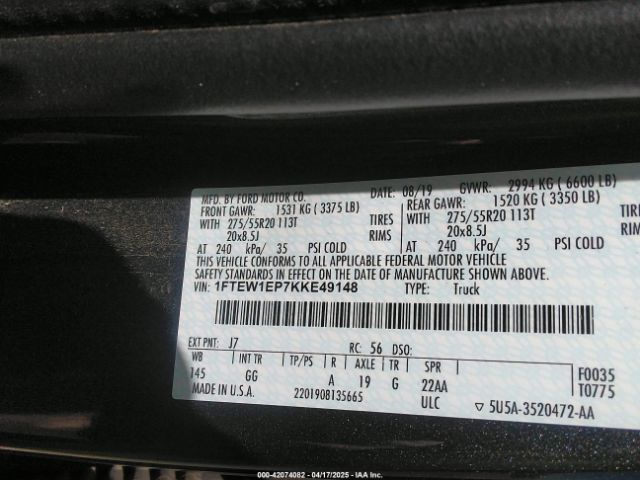 MFD. BY FORD MOTOR CO. DATE: 08/19 GVWR: 2994 KG ( 6600 LB)
FRONT GAWR: 1531 KG ( 3375 LB) REAR GAWR: 1520 KG ( 3350 LB)
WITH 275/55R20 113T TIRES WITH 275/55R20 113T TIRES
20x8.5J RIMS 20x8.5J RIMS
AT 240 kPa/ 35 PSI COLD AT 240 kPa/ 35 PSI COLD
THIS VEHICLE CONFORMS TO ALL APPLICABLE FEDERAL MOTOR VEHICLE
SAFETY STANDARDS IN EFFECT ON THE DATE OF MANUFACTURE SHOWN ABOVE.
VIN: 1FTEW1EP7KKE49148 TYPE: Truck
EXT PNT: J7 RC: 56 DSO:
WB INT TR TP/PS R AXLE TR SPR F0035
145 GG A 19 G 22AA T0775
MADE IN U.S.A. 2201908135665 ULC ▽ 5U5A-3520472-AA
000-42074082 - 04/17/2025 - IAA Inc.